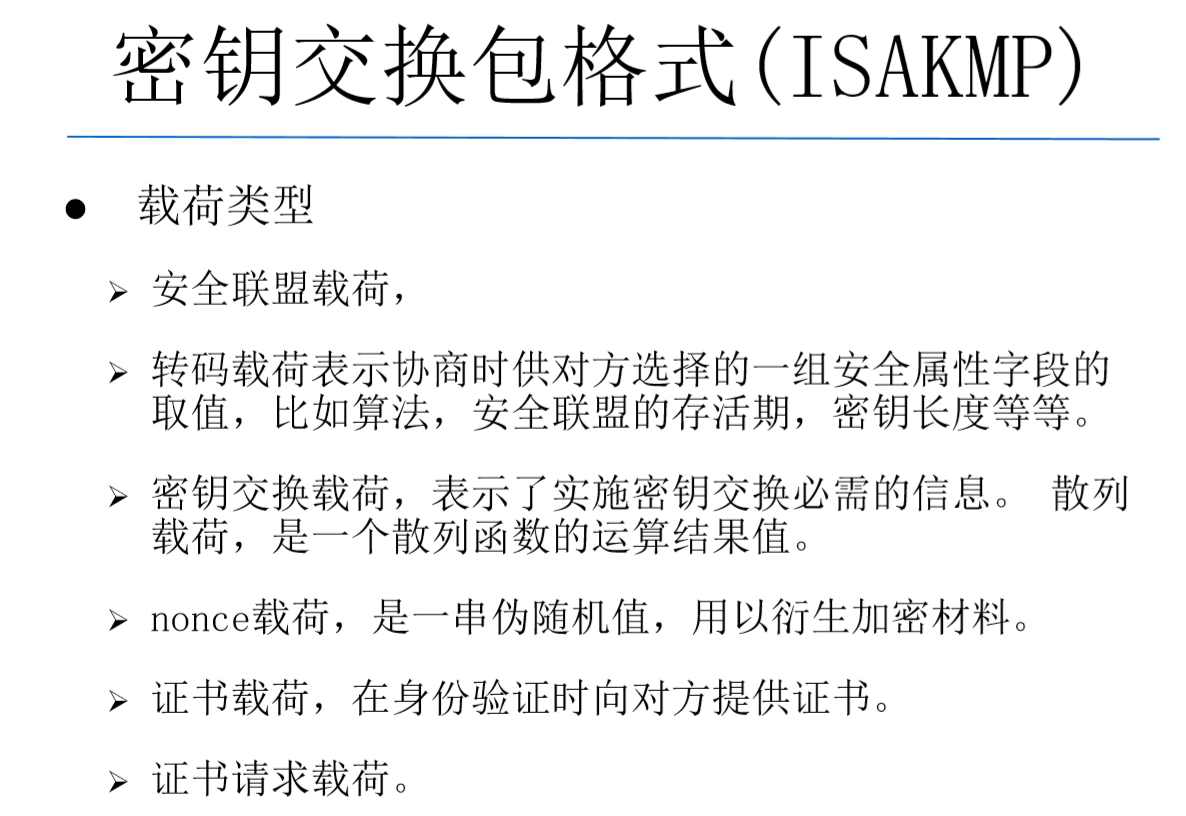 密钥交换包格式(ISAKMP)
● 载荷类型
➢ 安全联盟载荷，
➢ 转码载荷表示协商时供对方选择的一组安全属性字段的
取值，比如算法，安全联盟的存活期，密钥长度等等。
➢ 密钥交换载荷，表示了实施密钥交换必需的信息。 散列
载荷，是一个散列函数的运算结果值。
➢ nonce载荷，是一串伪随机值，用以衍生加密材料。
➢ 证书载荷，在身份验证时向对方提供证书。
➢ 证书请求载荷。